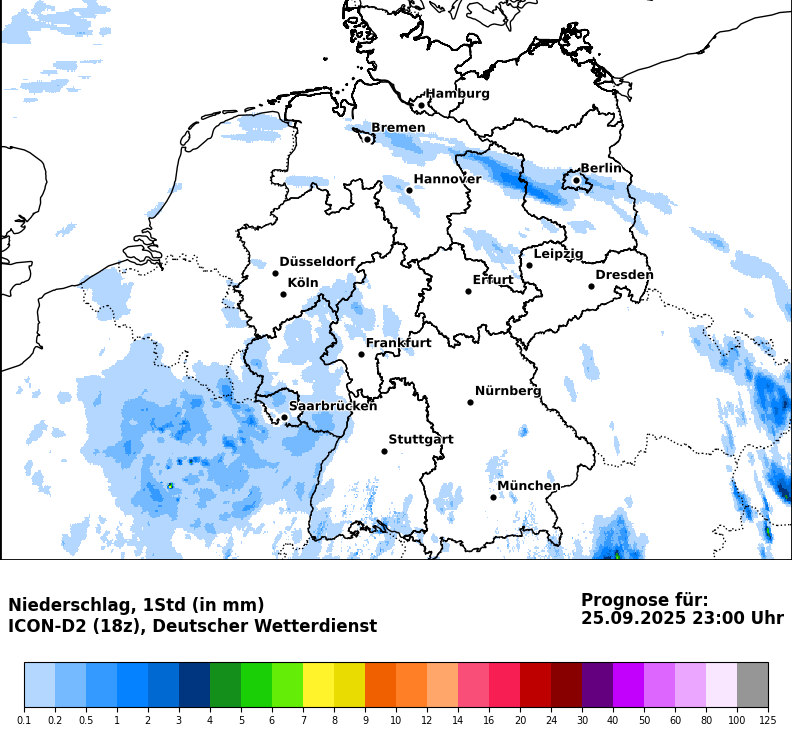 Hamburg
Bremen
Berlin
Hannover
Leipzig
Düsseldorf
Dresden
Köln
Erfurt
Frankfurt
Nürnberg
Saarbrücken
Stuttgart
München
Niederschlag, 1Std (in mm)
ICON-D2 (18z), Deutscher Wetterdienst
Prognose für:
25.09.2025 23:00 Uhr
0.1 0.2 0.5 1 2 3 4 5 6 7 8 9 10 12 14 16 20 24 30 40 50 60 80 100 125